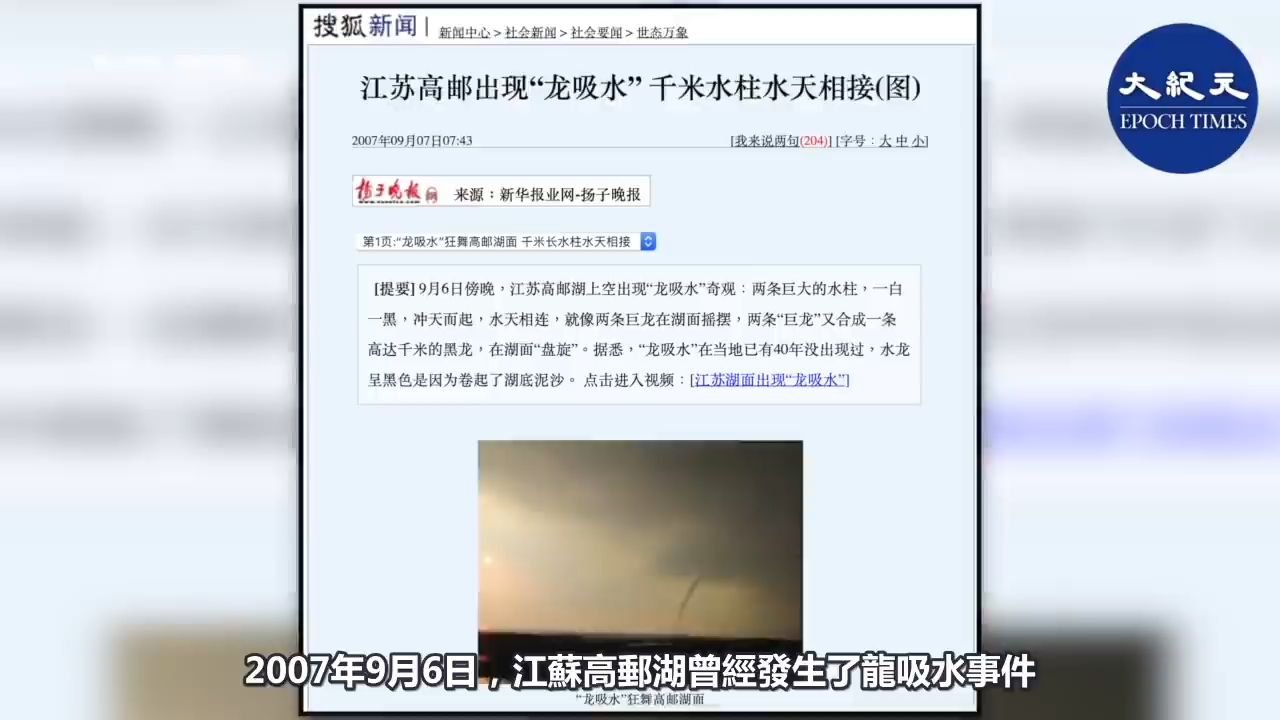 搜狐新闻 | 新闻中心 > 社会新闻 > 社会要闻 > 世态万象
大紀元
EPOCH TIMES
江苏高邮出现“龙吸水” 千米水柱水天相接(图)
2007年09月07日07:43 [我来说两句(204)] [字号：大 中 小]
扬子晚报网 来源：新华报业网-扬子晚报
第1页:“龙吸水”狂舞高邮湖面 千米长水柱水天相接
[提要] 9月6日傍晚，江苏高邮湖上空出现“龙吸水”奇观：两条巨大的水柱，一白
一黑，冲天而起，水天相连，就像两条巨龙在湖面摇摆，两条“巨龙”又合成一条
高达千米的黑龙，在湖面“盘旋”。据悉，“龙吸水”在当地已有40年没出现过，水龙
呈黑色是因为卷起了湖底泥沙。 点击进入视频：[江苏湖面出现“龙吸水”]
2007年9月6日，江蘇高郵湖曾經發生了龍吸水事件
“龙吸水”狂舞高邮湖面